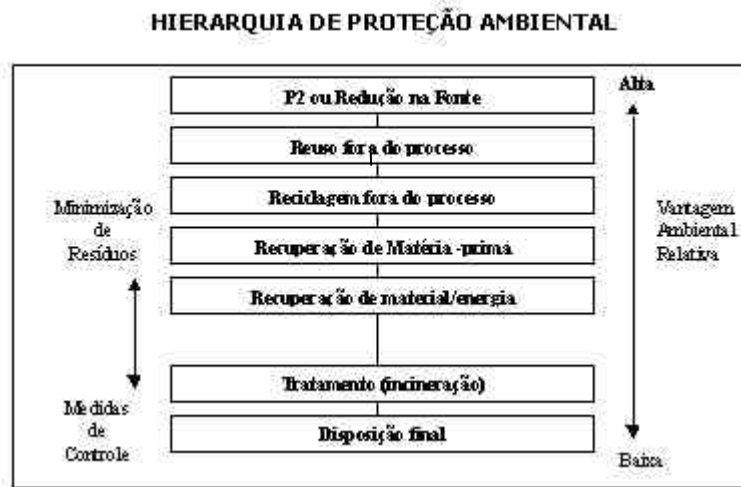 HIERARQUIA DE PROTEÇÃO AMBIENTAL
P2 ou Redução na Fonte
Alta
Reuso fora do processo
Reciclagem fora do processo
Minimização
de
Resíduos
Vantagem
Ambiental
Relativa
Recuperação de Matéria -prima
Recuperação de material/energia
Tratamento (incineração)
Medidas
de
Controle
Disposição final
Baixa